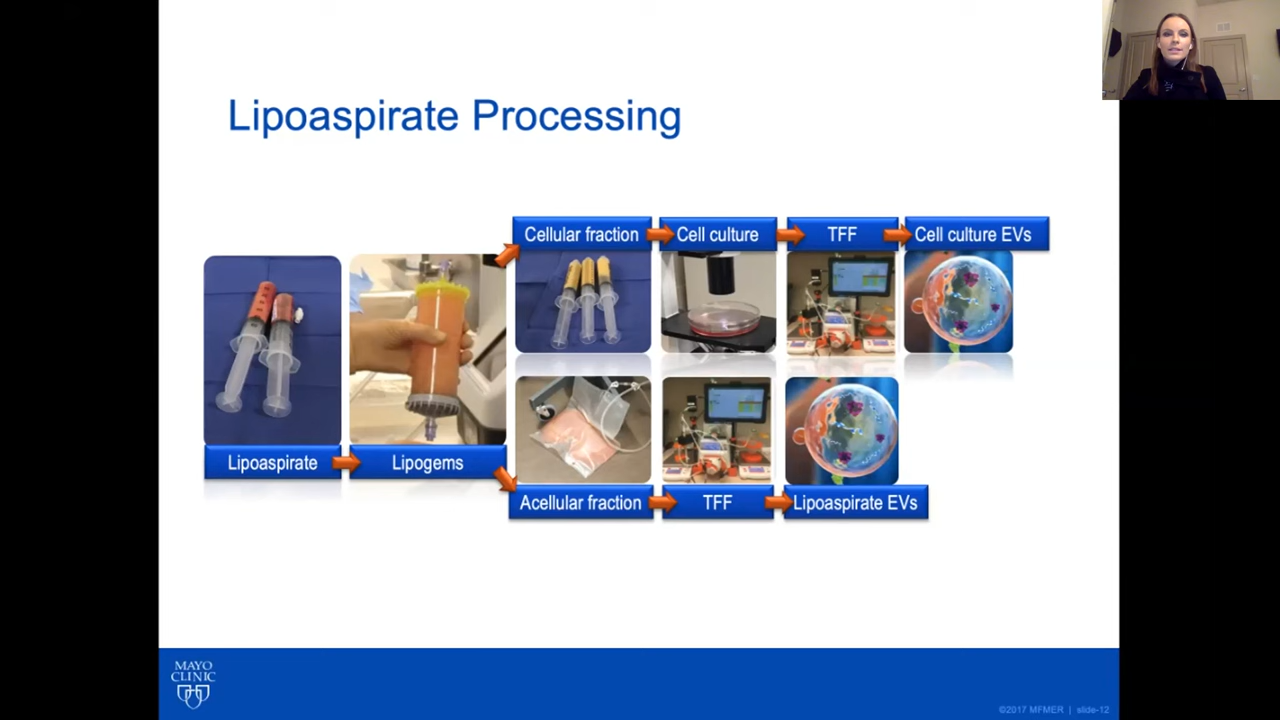 Lipoaspirate Processing
Cellular fraction
Cell culture
TFF
Cell culture EVs
Lipoaspirate
Lipogems
Acellular fraction
TFF
Lipoaspirate EVs
MAYO
CLINIC
©2017 MFMER | slide-12